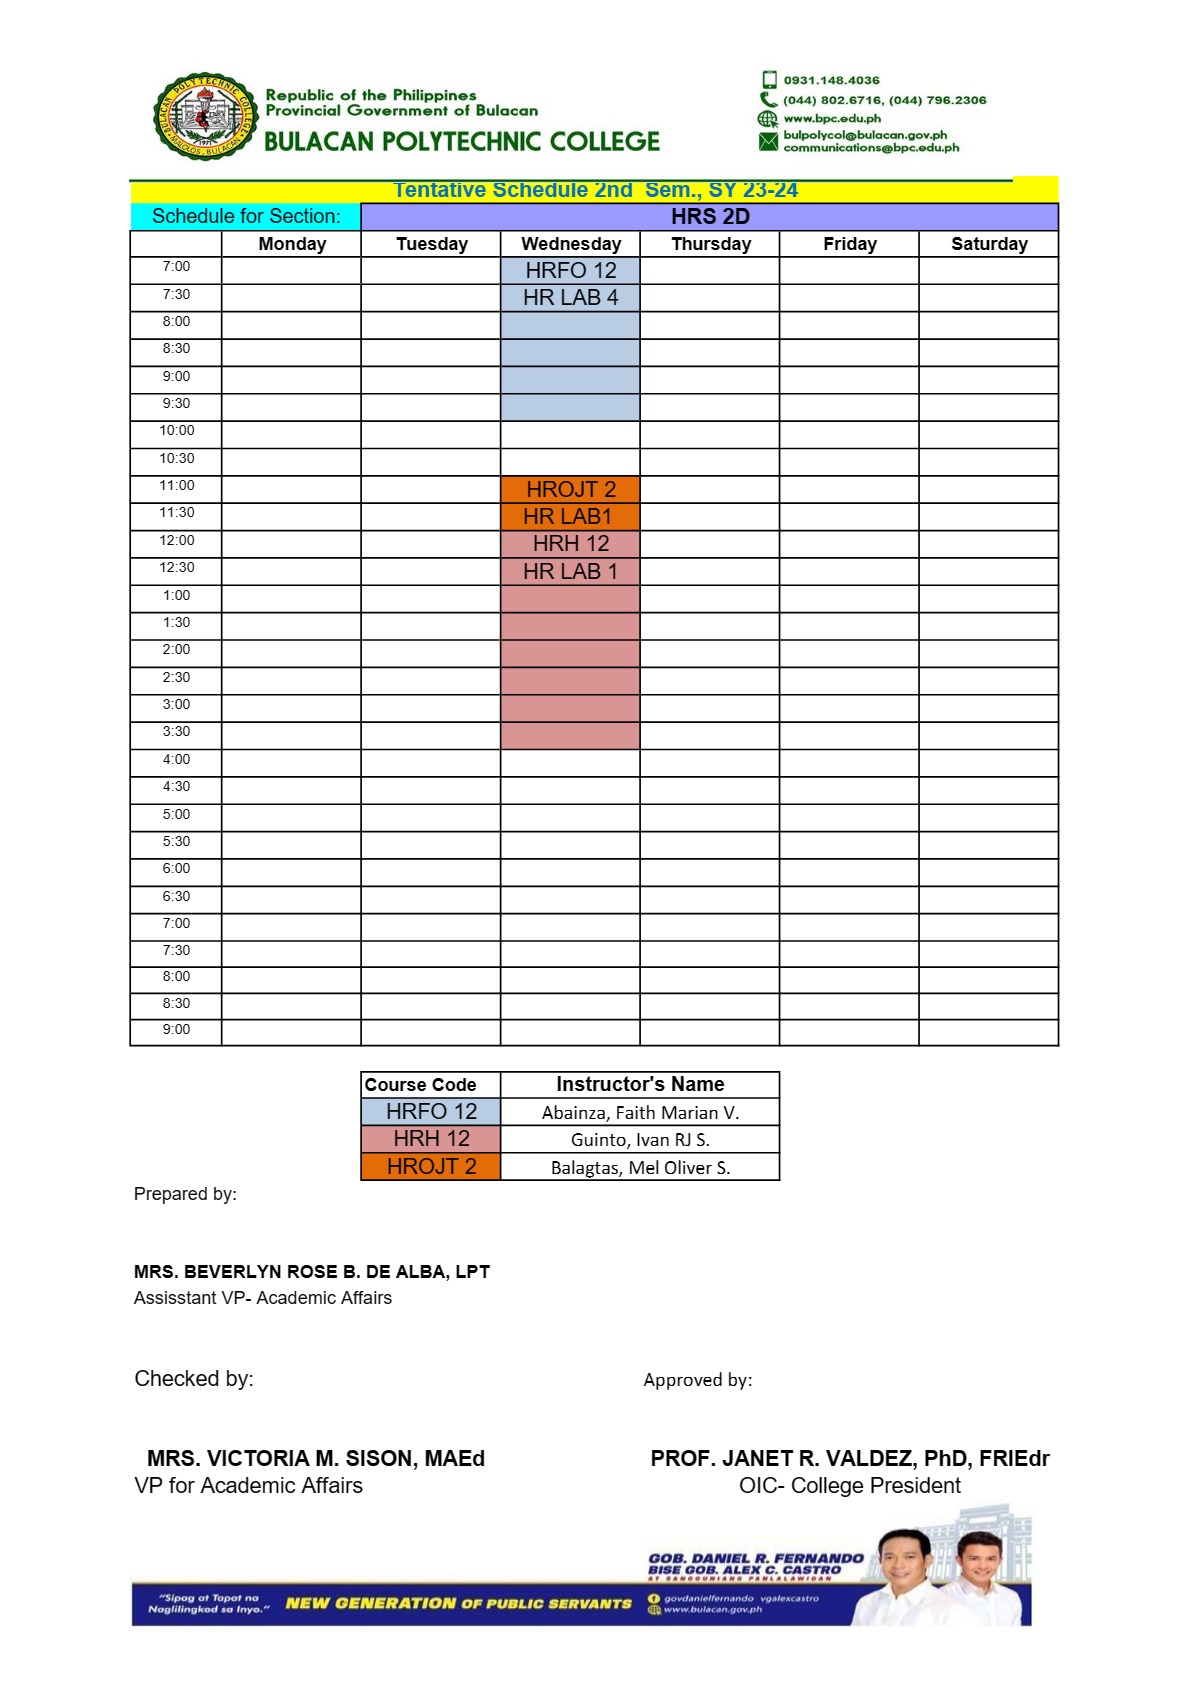 BULACAN POLYTECHNIC COLLEGE
MALOLOS, BULACAN
1971
Republic of the Philippines
Provincial Government of Bulacan
BULACAN POLYTECHNIC COLLEGE
0931.148.4036
(044) 802.6716, (044) 796.2306
www.bpc.edu.ph
bulpolycol@bulacan.gov.ph
communications@bpc.edu.ph
Tentative Schedule 2nd Sem., SY 23-24
Schedule for Section: HRS 2D
Monday Tuesday Wednesday Thursday Friday Saturday
7:00 HRFO 12
7:30 HR LAB 4
8:00
8:30
9:00
9:30
10:00
10:30
11:00 HROJT 2
11:30 HR LAB1
12:00 HRH 12
12:30 HR LAB 1
1:00
1:30
2:00
2:30
3:00
3:30
4:00
4:30
5:00
5:30
6:00
6:30
7:00
7:30
8:00
8:30
9:00
Course Code Instructor's Name
HRFO 12 Abainza, Faith Marian V.
HRH 12 Guinto, Ivan RJ S.
HROJT 2 Balagtas, Mel Oliver S.
Prepared by:
MRS. BEVERLYN ROSE B. DE ALBA, LPT
Assisstant VP- Academic Affairs
Checked by: Approved by:
MRS. VICTORIA M. SISON, MAEd PROF. JANET R. VALDEZ, PhD, FRIEdr
VP for Academic Affairs OIC- College President
GOB. DANIEL R. FERNANDO
BISE GOB. ALEX C. CASTRO
AT SANGGUNIANG PANLALAWIGAN
"Sipag at Tapat na
Naglilingkod sa Inyo."
NEW GENERATION OF PUBLIC SERVANTS
govdanielfernando vgalexcastro
www.bulacan.gov.ph